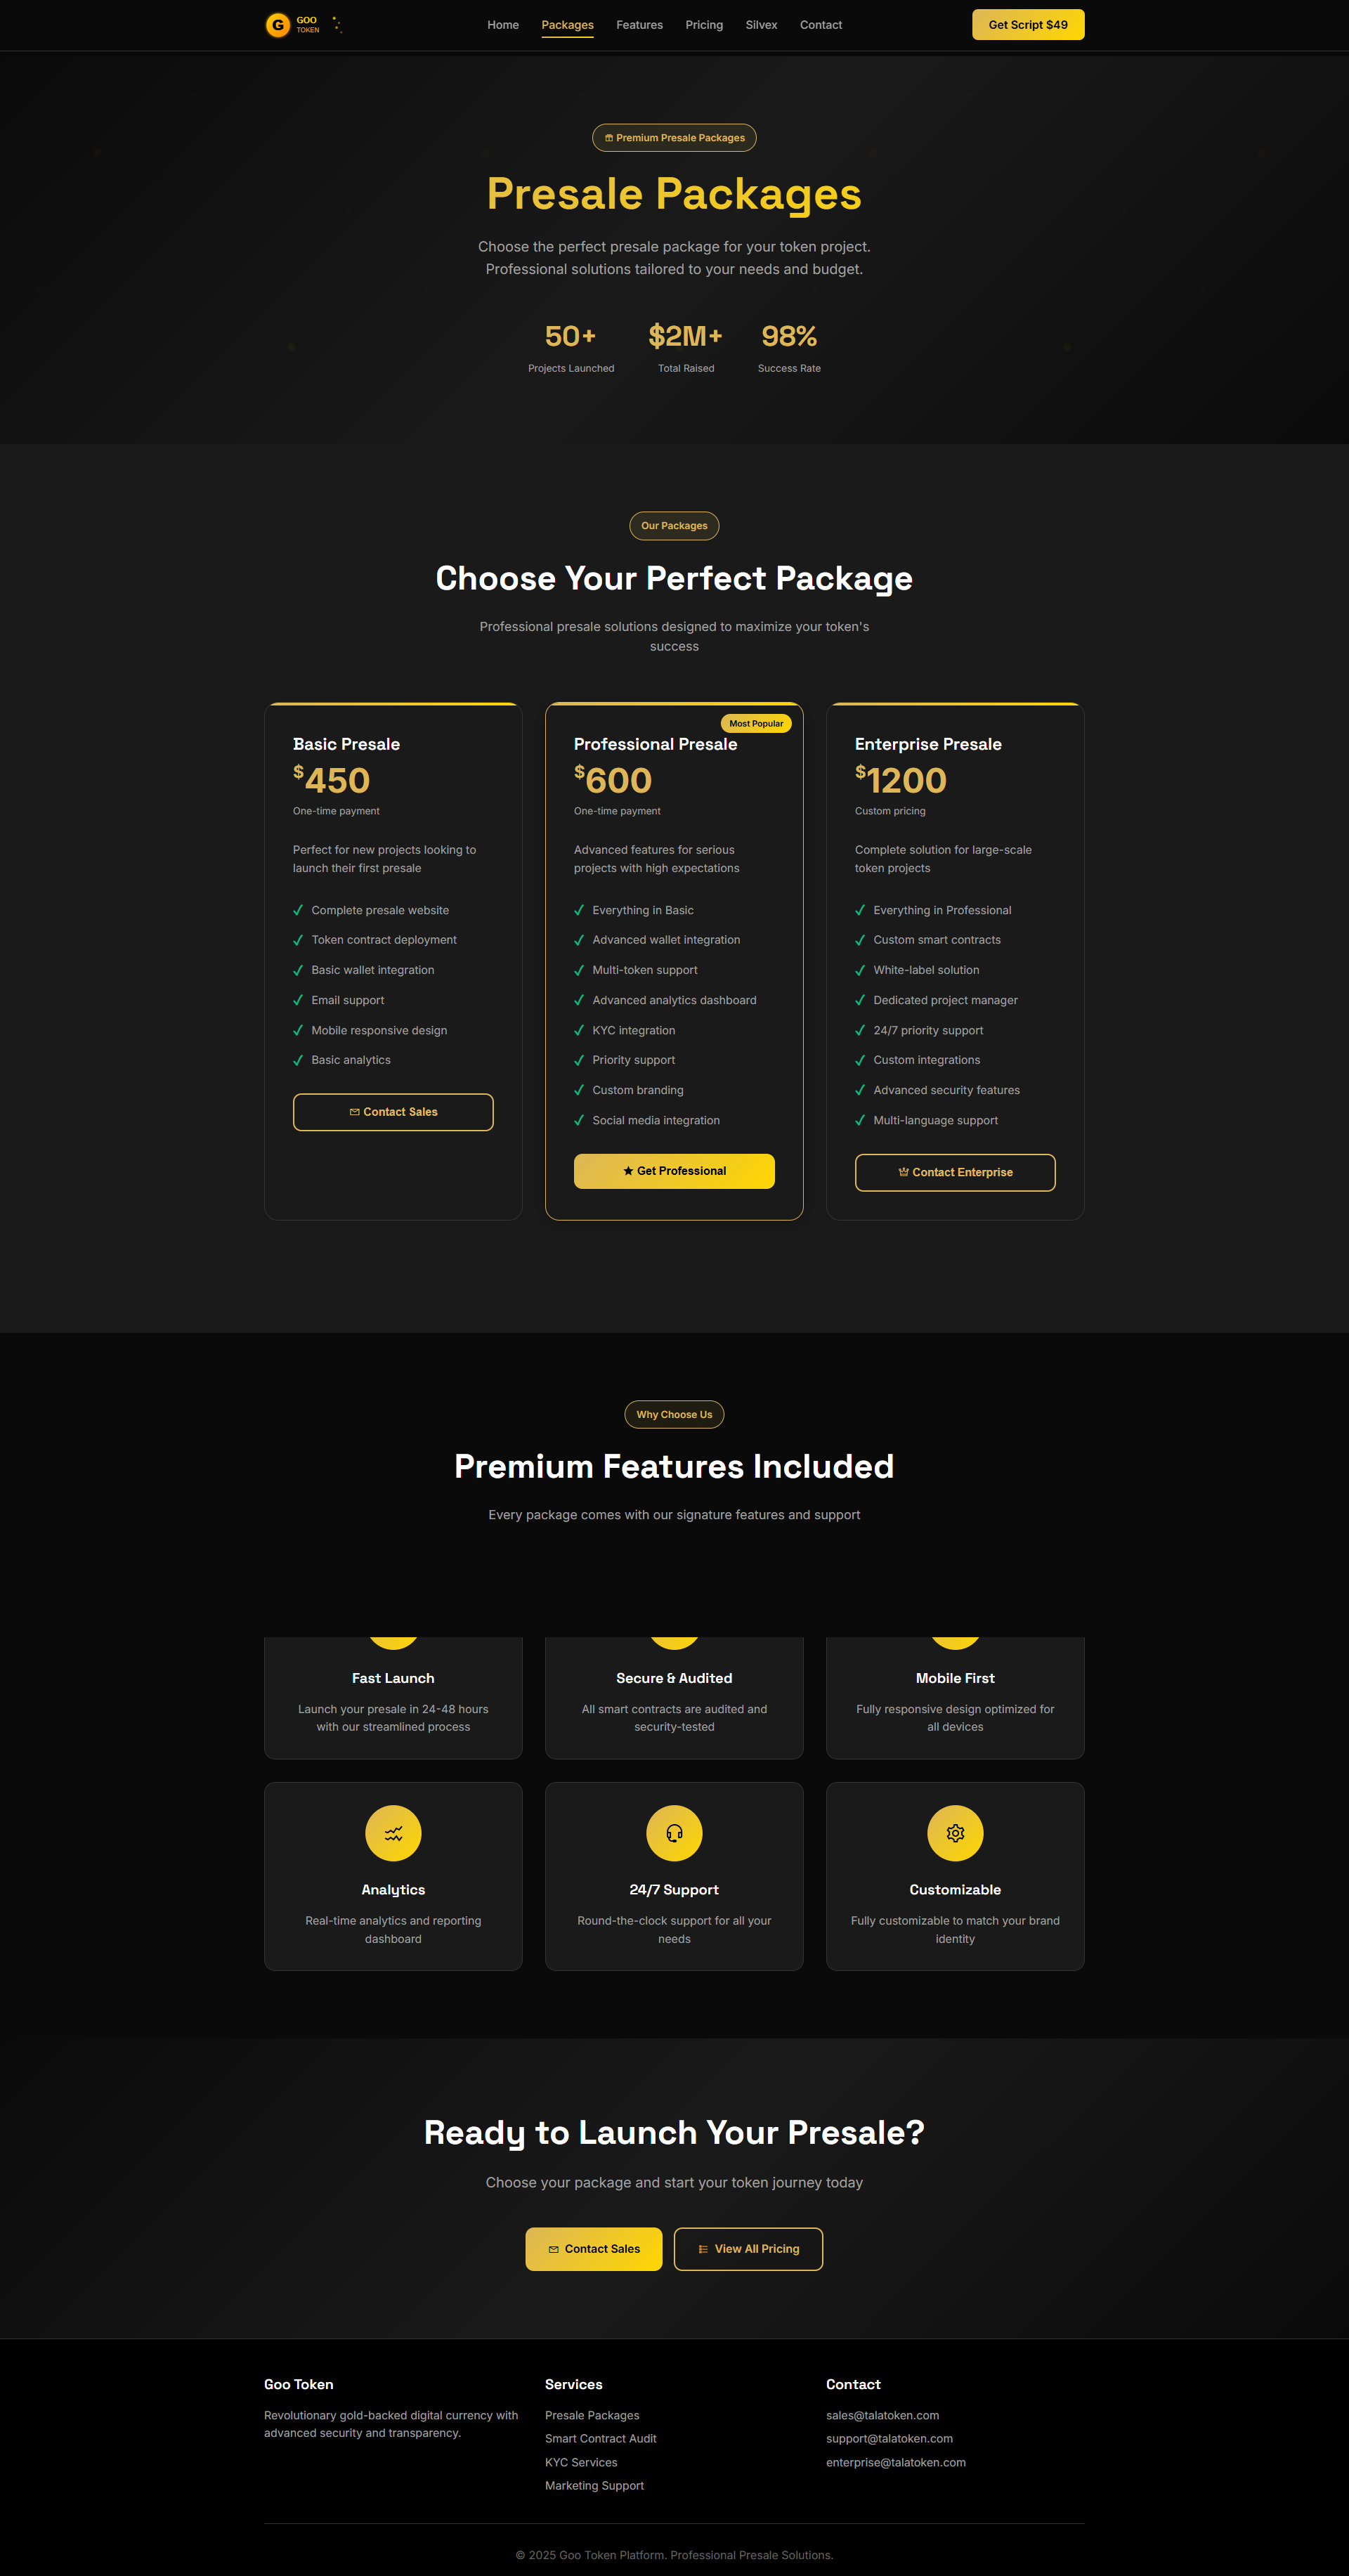 G
GOO
TOKEN
Home Packages Features Pricing Silvex Contact
Get Script $49
Premium Presale Packages
Presale Packages
Choose the perfect presale package for your token project.
Professional solutions tailored to your needs and budget.
50+ $2M+ 98%
Projects Launched Total Raised Success Rate
Our Packages
Choose Your Perfect Package
Professional presale solutions designed to maximize your token's
success
Basic Presale
$450
One-time payment
Perfect for new projects looking to
launch their first presale
Complete presale website
Token contract deployment
Basic wallet integration
Email support
Mobile responsive design
Basic analytics
Contact Sales
Most Popular
Professional Presale
$600
One-time payment
Advanced features for serious
projects with high expectations
Everything in Basic
Advanced wallet integration
Multi-token support
Advanced analytics dashboard
KYC integration
Priority support
Custom branding
Social media integration
Get Professional
Enterprise Presale
$1200
Custom pricing
Complete solution for large-scale
token projects
Everything in Professional
Custom smart contracts
White-label solution
Dedicated project manager
24/7 priority support
Custom integrations
Advanced security features
Multi-language support
Contact Enterprise
Why Choose Us
Premium Features Included
Every package comes with our signature features and support
Fast Launch
Launch your presale in 24-48 hours
with our streamlined process
Secure & Audited
All smart contracts are audited and
security-tested
Mobile First
Fully responsive design optimized for
all devices
Analytics
Real-time analytics and reporting
dashboard
24/7 Support
Round-the-clock support for all your
needs
Customizable
Fully customizable to match your brand
identity
Ready to Launch Your Presale?
Choose your package and start your token journey today
Contact Sales
View All Pricing
Goo Token
Revolutionary gold-backed digital currency with
advanced security and transparency.
Services
Presale Packages
Smart Contract Audit
KYC Services
Marketing Support
Contact
sales@talatoken.com
support@talatoken.com
enterprise@talatoken.com
© 2025 Goo Token Platform. Professional Presale Solutions.